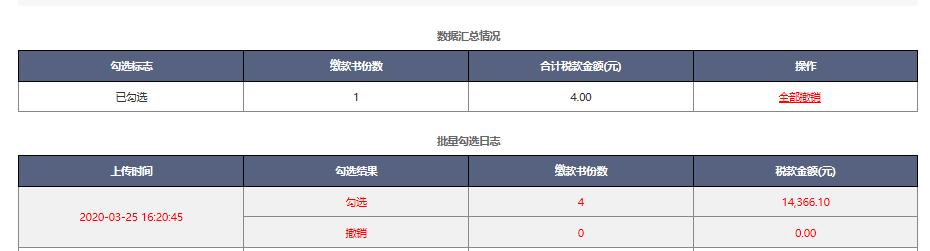 数据汇总情况
勾选标志 缴款书份数 合计税款金额(元) 操作
已勾选 1 4.00 全部撤销
批量勾选日志
上传时间 勾选结果 缴款书份数 税款金额(元)
2020-03-25 16:20:45 勾选 4 14,366.10
撤销 0 0.00